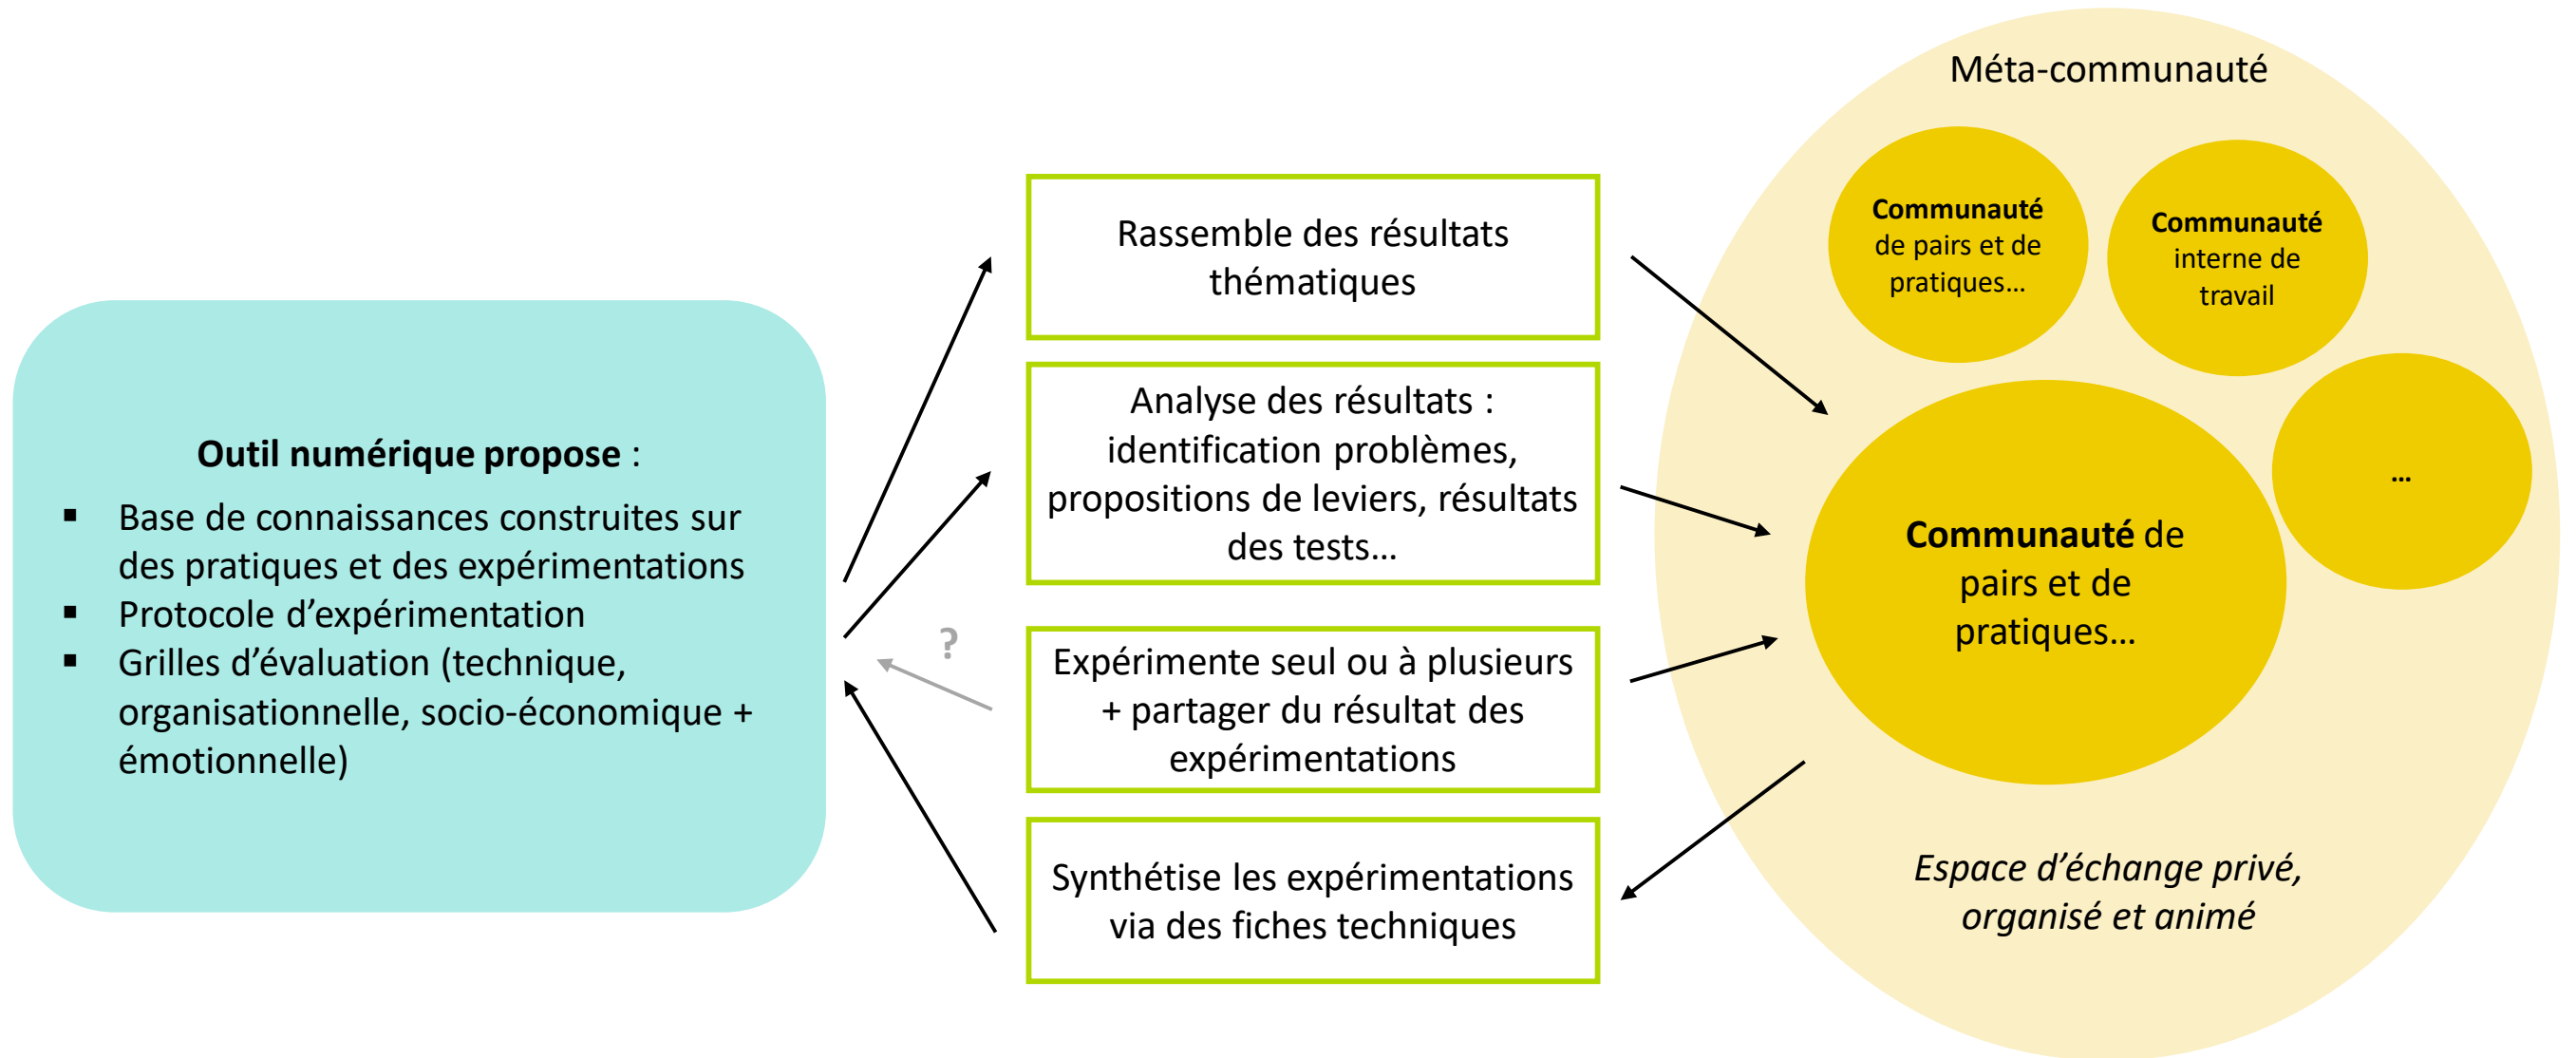 Outil numérique propose :
▪ Base de connaissances construites sur
des pratiques et des expérimentations
▪ Protocole d’expérimentation
▪ Grilles d’évaluation (technique,
organisationnelle, socio-économique +
émotionnelle)
?
Rassemble des résultats
thématiques
Analyse des résultats :
identification problèmes,
propositions de leviers, résultats
des tests…
Expérimente seul ou à plusieurs
+ partager du résultat des
expérimentations
Synthétise les expérimentations
via des fiches techniques
Méta-communauté
Communauté
de pairs et de
pratiques…
Communauté
interne de
travail
…
Communauté de
pairs et de
pratiques…
Espace d’échange privé,
organisé et animé